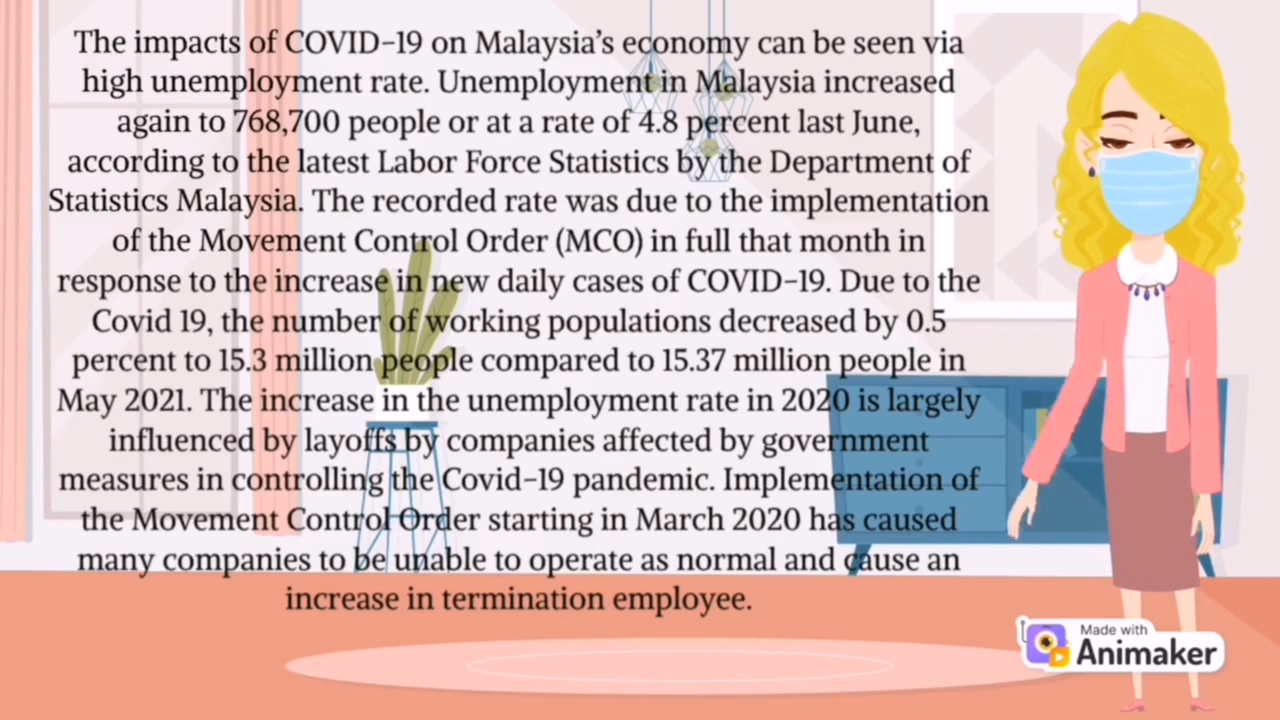 The impacts of COVID-19 on Malaysia's economy can be seen via
high unemployment rate. Unemployment in Malaysia increased
again to 768,700 people or at a rate of 4.8 percent last June,
according to the latest Labor Force Statistics by the Department of
Statistics Malaysia. The recorded rate was due to the implementation
of the Movement Control Order (MCO) in full that month in
response to the increase in new daily cases of COVID-19. Due to the
Covid 19, the number of working populations decreased by 0.5
percent to 15.3 million people compared to 15.37 million people in
May 2021. The increase in the unemployment rate in 2020 is largely
influenced by layoffs by companies affected by government
measures in controlling the Covid-19 pandemic. Implementation of
the Movement Control Order starting in March 2020 has caused
many companies to be unable to operate as normal and cause an
increase in termination employee.
Made with
Animaker